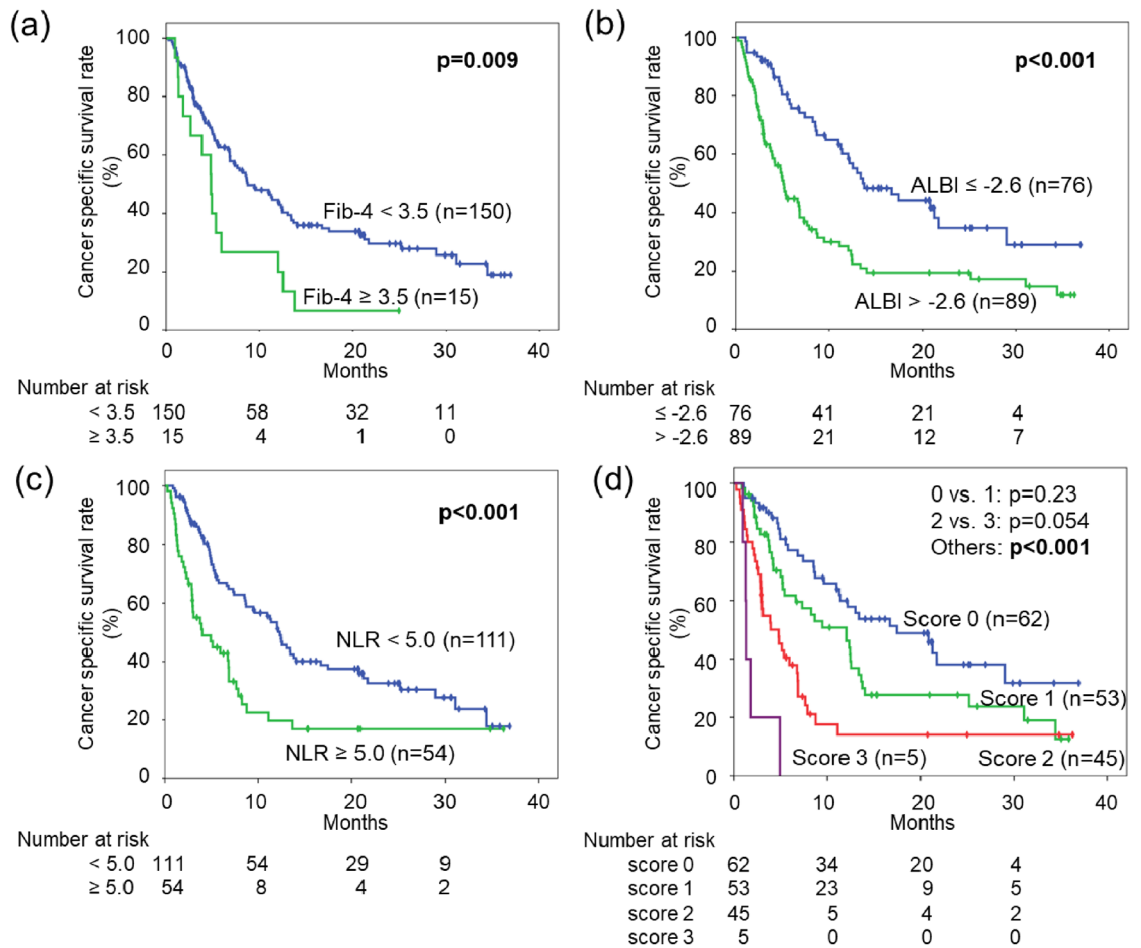 (a)
Cancer specific survival rate
(%)
100
80
60
40
20
0
p=0.009
Fib-4 < 3.5 (n=150)
Fib-4 ≥ 3.5 (n=15)
0 10 20 30 40
Months
Number at risk
< 3.5 150 58 32 11
≥ 3.5 15 4 1 0
(b)
Cancer specific survival rate
(%)
100
80
60
40
20
0
p<0.001
ALBI ≤ -2.6 (n=76)
ALBI > -2.6 (n=89)
0 10 20 30 40
Months
Number at risk
≤ -2.6 76 41 21 4
> -2.6 89 21 12 7
(c)
Cancer specific survival rate
(%)
100
80
60
40
20
0
p<0.001
NLR < 5.0 (n=111)
NLR ≥ 5.0 (n=54)
0 10 20 30 40
Months
Number at risk
< 5.0 111 54 29 9
≥ 5.0 54 8 4 2
(d)
Cancer specific survival rate
(%)
100
80
60
40
20
0
0 vs. 1: p=0.23
2 vs. 3: p=0.054
Others: p<0.001
Score 0 (n=62)
Score 1 (n=53)
Score 3 (n=5)
Score 2 (n=45)
0 10 20 30 40
Months
Number at risk
score 0 62 34 20 4
score 1 53 23 9 5
score 2 45 5 4 2
score 3 5 0 0 0